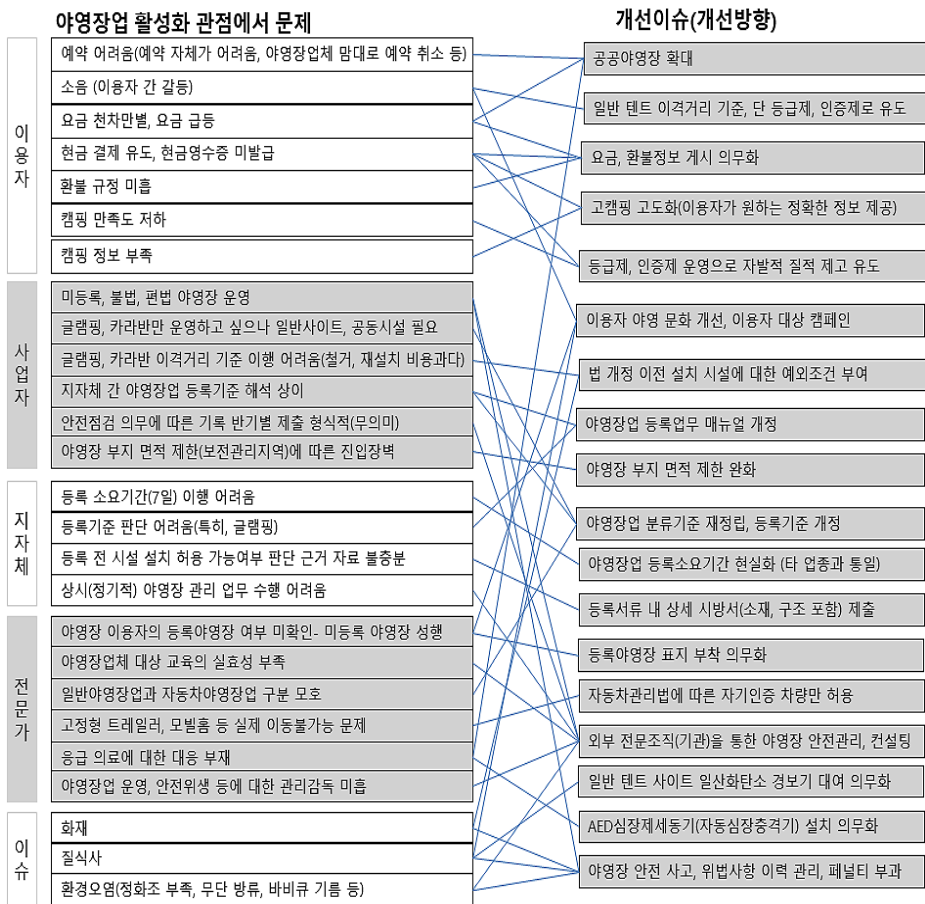 야영장업 활성화 관점에서 문제
개선이슈(개선방향)
이용자
예약 어려움(예약 자체가 어려움, 야영장업체 맘대로 예약 취소 등)
소음 (이용자 간 갈등)
요금 천차만별, 요금 급등
현금 결제 유도, 현금영수증 미발급
환불 규정 미흡
캠핑 만족도 저하
캠핑 정보 부족
사업자
미등록, 불법, 편법 야영장 운영
글램핑, 카라반만 운영하고 싶으나 일반사이트, 공동시설 필요
글램핑, 카라반 이격거리 기준 이행 어려움(철거, 재설치 비용과다)
지자체 간 야영장업 등록기준 해석 상이
안전점검 의무에 따른 기록 반기별 제출 형식적(무의미)
야영장 부지 면적 제한(보전관리지역)에 따른 진입장벽
지자체
등록 소요기간(7일) 이행 어려움
등록기준 판단 어려움(특히, 글램핑)
등록 전 시설 설치 허용 가능여부 판단 근거 자료 불충분
상시(정기적) 야영장 관리 업무 수행 어려움
전문가
야영장 이용자의 등록야영장 여부 미확인- 미등록 야영장 성행
야영장업체 대상 교육의 실효성 부족
일반야영장업과 자동차야영장업 구분 모호
고정형 트레일러, 모빌홈 등 실제 이동불가능 문제
응급 의료에 대한 대응 부재
야영장업 운영, 안전위생 등에 대한 관리감독 미흡
이슈
화재
질식사
환경오염(정화조 부족, 무단 방류, 바비큐 기름 등)
공공야영장 확대
일반 텐트 이격거리 기준, 단 등급제, 인증제로 유도
요금, 환불정보 게시 의무화
고캠핑 고도화(이용자가 원하는 정확한 정보 제공)
등급제, 인증제 운영으로 자발적 질적 제고 유도
이용자 야영 문화 개선, 이용자 대상 캠페인
법 개정 이전 설치 시설에 대한 예외조건 부여
야영장업 등록업무 매뉴얼 개정
야영장 부지 면적 제한 완화
야영장업 분류기준 재정립, 등록기준 개정
야영장업 등록소요기간 현실화 (타 업종과 통일)
등록서류 내 상세 시방서(소재, 구조 포함) 제출
등록야영장 표지 부착 의무화
자동차관리법에 따른 자기인증 차량만 허용
외부 전문조직(기관)을 통한 야영장 안전관리, 컨설팅
일반 텐트 사이트 일산화탄소 경보기 대여 의무화
AED심장제세동기(자동심장충격기) 설치 의무화
야영장 안전 사고, 위법사항 이력 관리, 페널티 부과